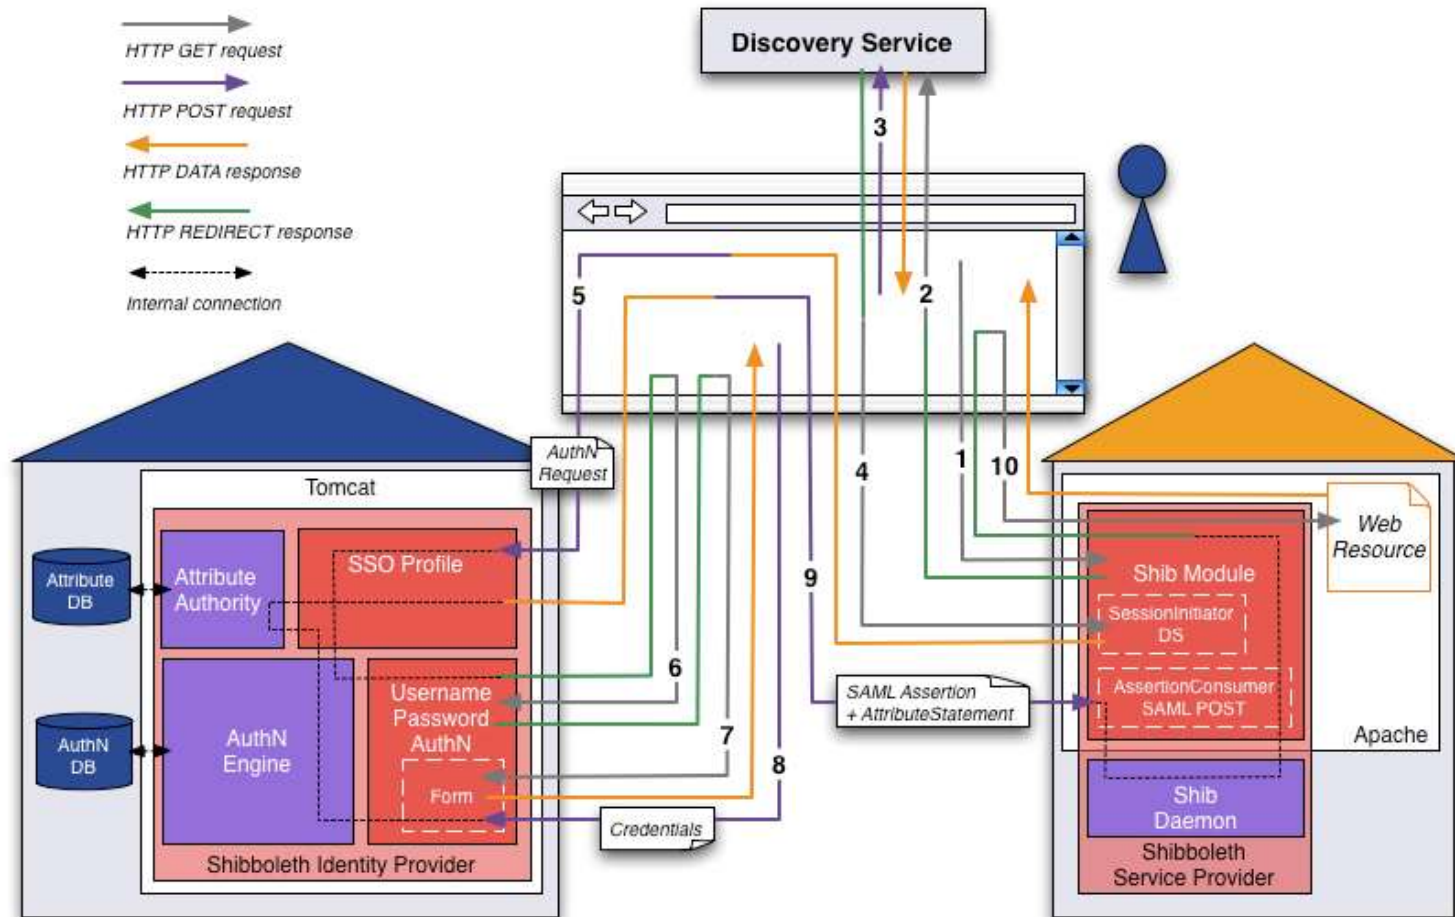 HTTP GET request
HTTP POST request
HTTP DATA response
HTTP REDIRECT response
Internal connection
Discovery Service
3
2
5
AuthN
Request
4
1
10
9
6
7
8
Tomcat
Attribute
DB
Attribute
Authority
SSO Profile
AuthN
DB
AuthN
Engine
Username
Password
AuthN
Form
Shibboleth Identity Provider
Credentials
SAML Assertion
+ AttributeStatement
Web
Resource
Shib Module
SessionInitiator
DS
AssertionConsumer
SAML POST
Apache
Shib
Daemon
Shibboleth
Service Provider